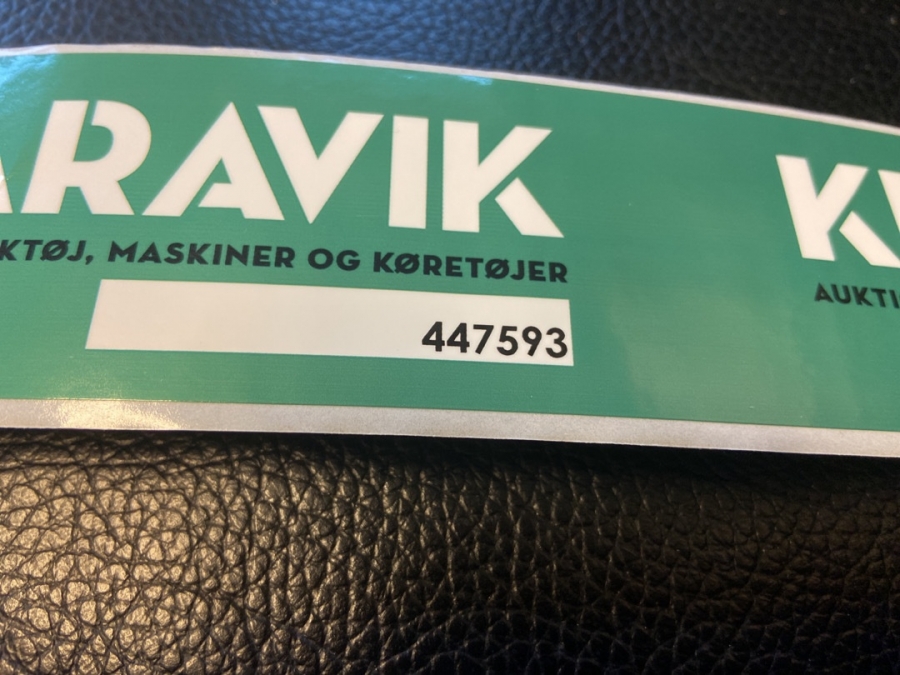 ARAVIK
KTØJ, MASKINER OG KØRETØJER
447593
K
AUKTI